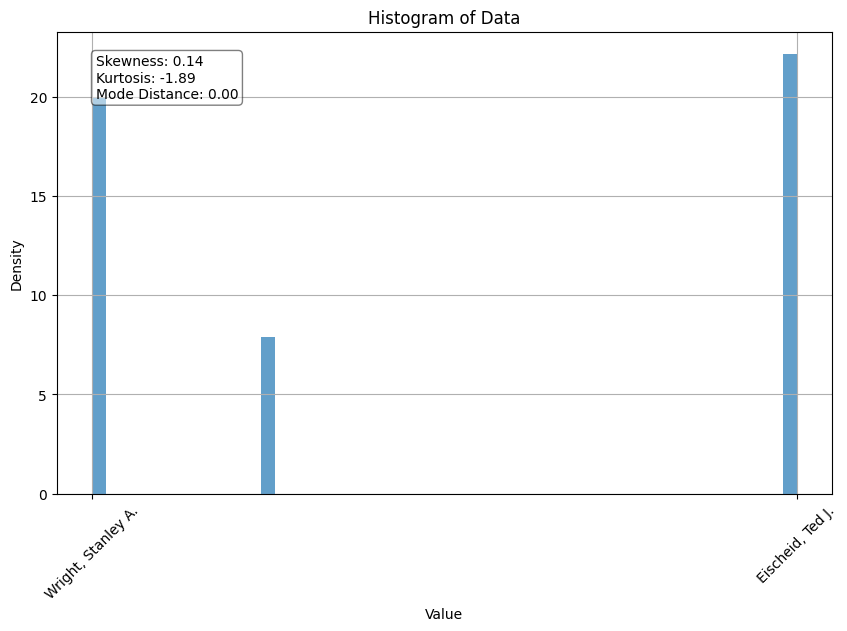 Histogram of Data
Skewness: 0.14
Kurtosis: -1.89
Mode Distance: 0.00
Density
20
15
10
5
0
Wright, Stanley A.
Eischeid, Ted J.
Value